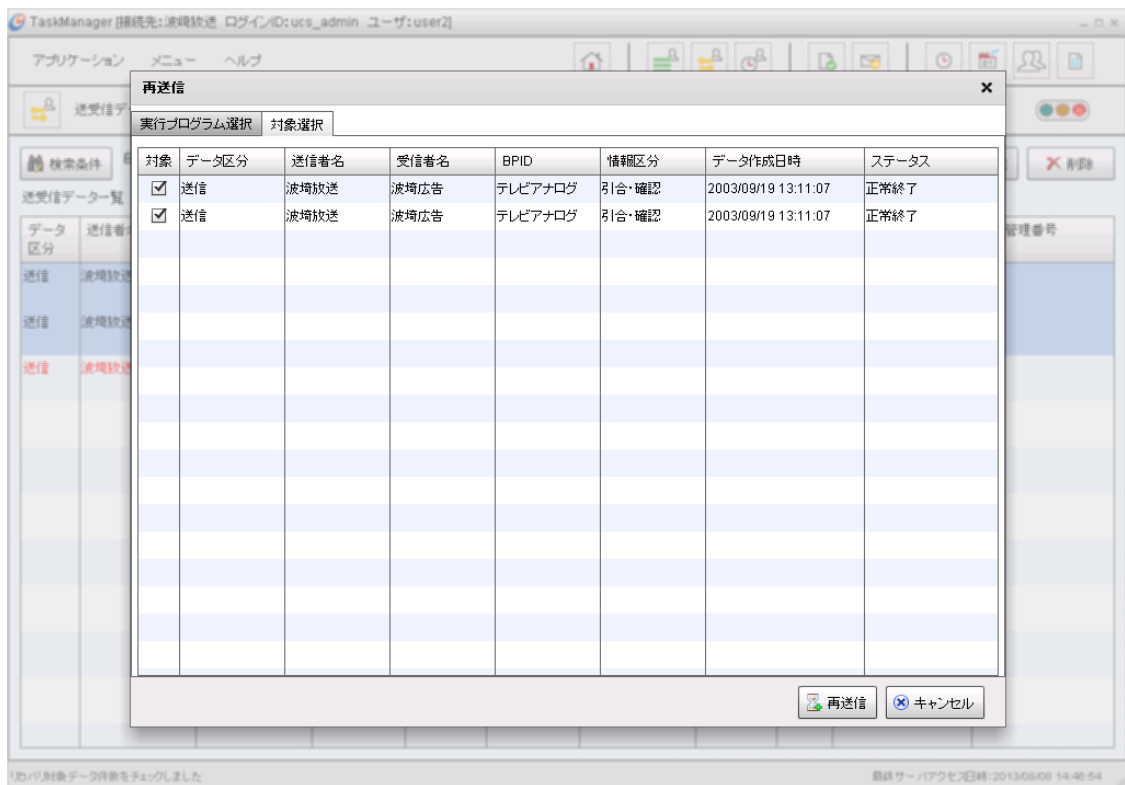 TaskManager [接続先:波崎放送 ログインID:ucs_admin ユーザ:user2]
アプリケーション メニュー ヘルプ
再送信
送受信デー
実行プログラム選択 対象選択
検索条件
削除
対象 データ区分 送信者名 受信者名 BPID 情報区分 データ作成日時 ステータス
送信 波埼放送 波埼広告 テレビアナログ 引合・確認 2003/09/19 13:11:07 正常終了
送信 波埼放送 波埼広告 テレビアナログ 引合・確認 2003/09/19 13:11:07 正常終了
送受信データ一覧
データ区分 送信者 管理番号
送信 波埼放送
送信 波埼放送
送信 波埼放送
再送信 キャンセル
リカバリ対象データ件数をチェックしました
最終サーバアクセス日時:2013/08/08 14:46:54